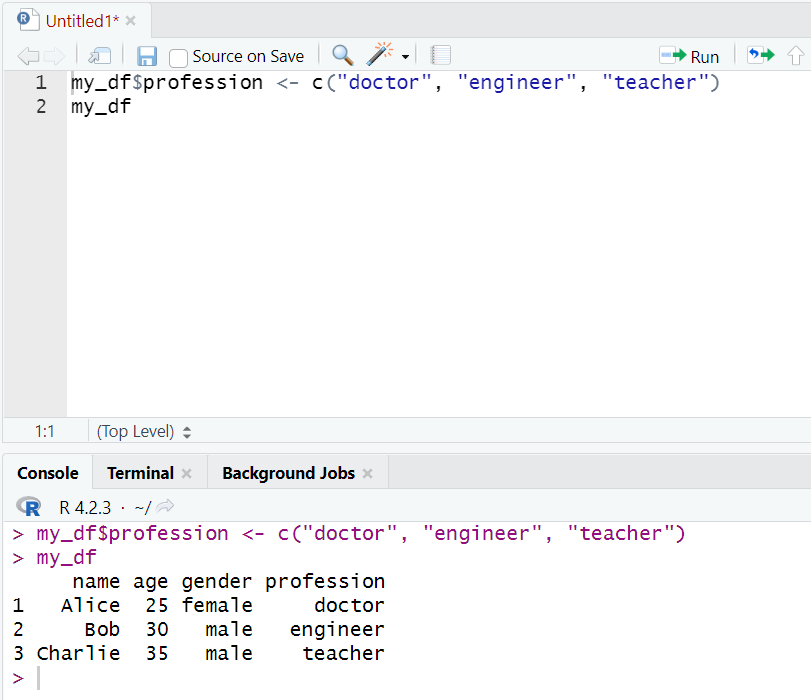 Untitled1*
Source on Save Run
1 my_df$profession <- c("doctor", "engineer", "teacher")
2 my_df
1:1 (Top Level)
Console Terminal Background Jobs
R R 4.2.3 · ~/
> my_df$profession <- c("doctor", "engineer", "teacher")
> my_df
     name age gender profession
1   Alice  25 female     doctor
2     Bob  30   male   engineer
3 Charlie  35   male    teacher
>